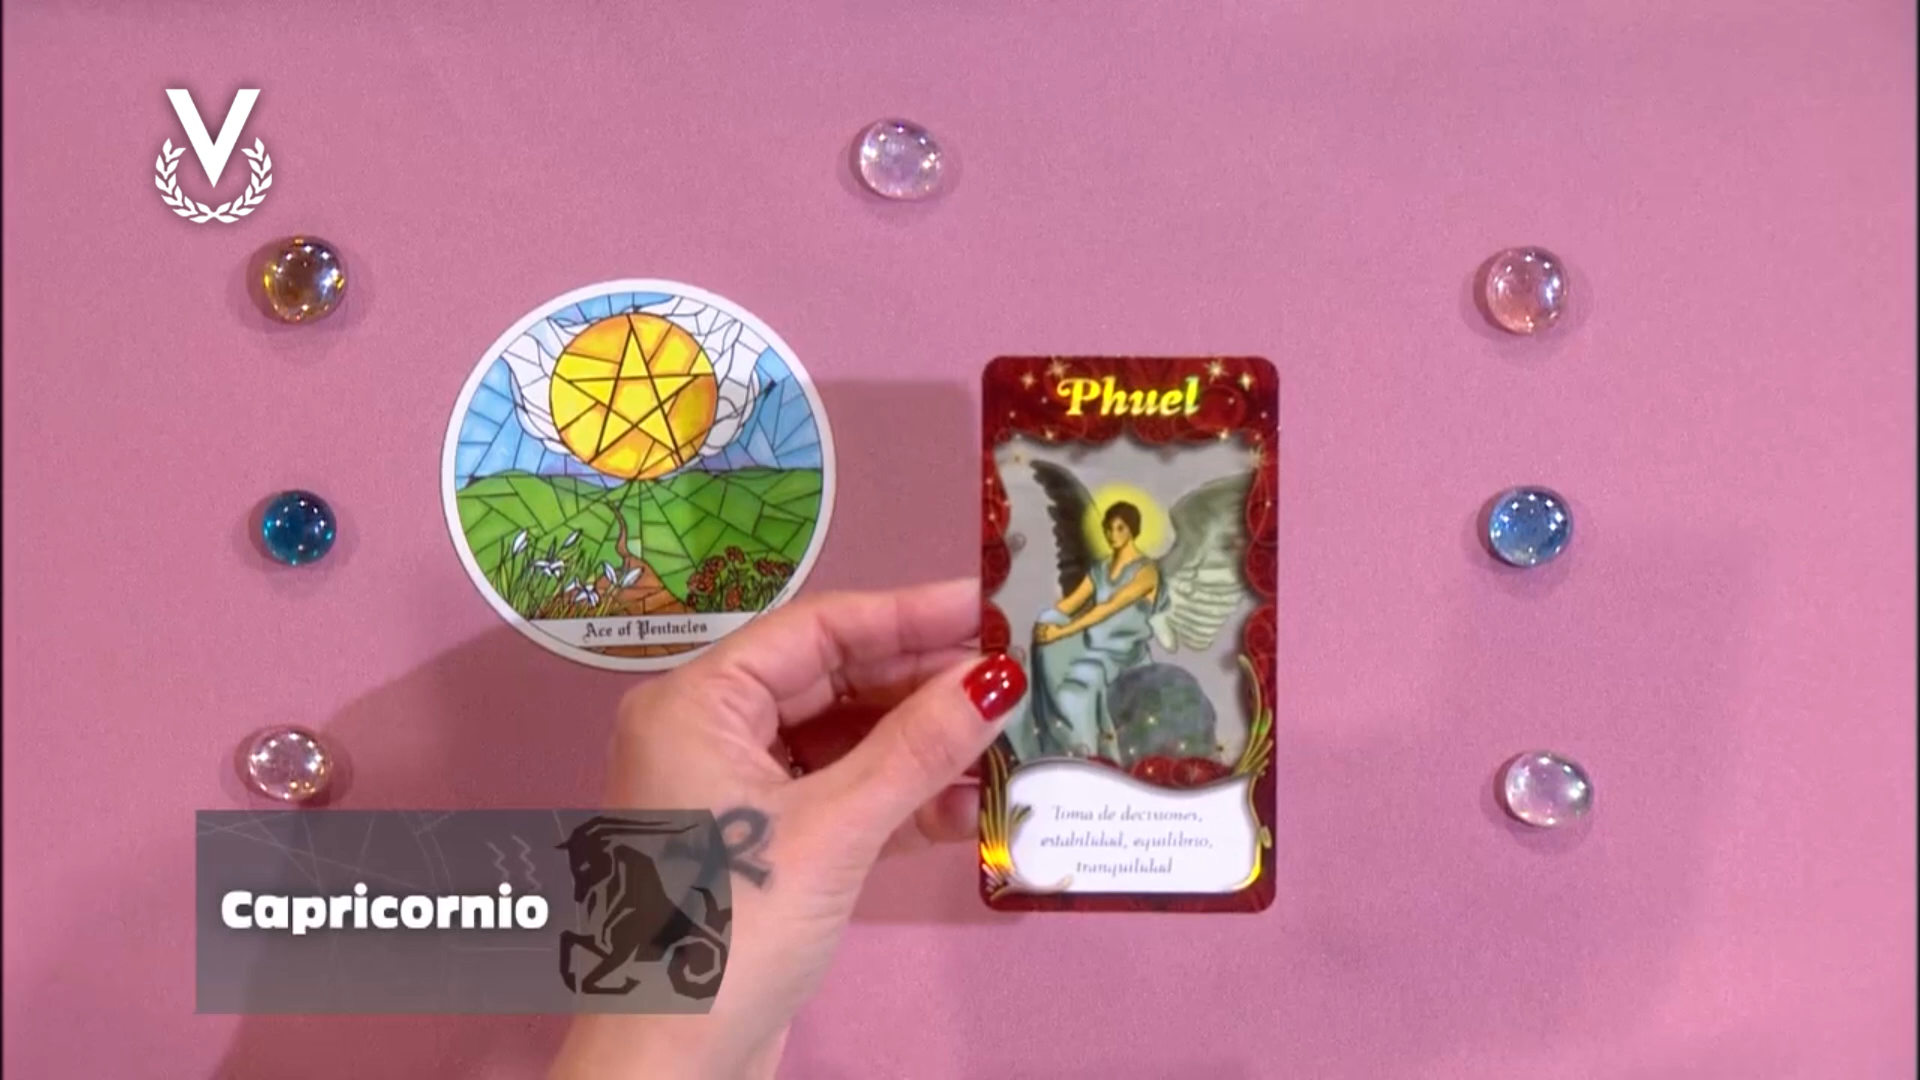 V
Phuel
Ace of Pentacles
Toma de decisiones,
estabilidad, equilibrio,
tranquilidad
Capricornio